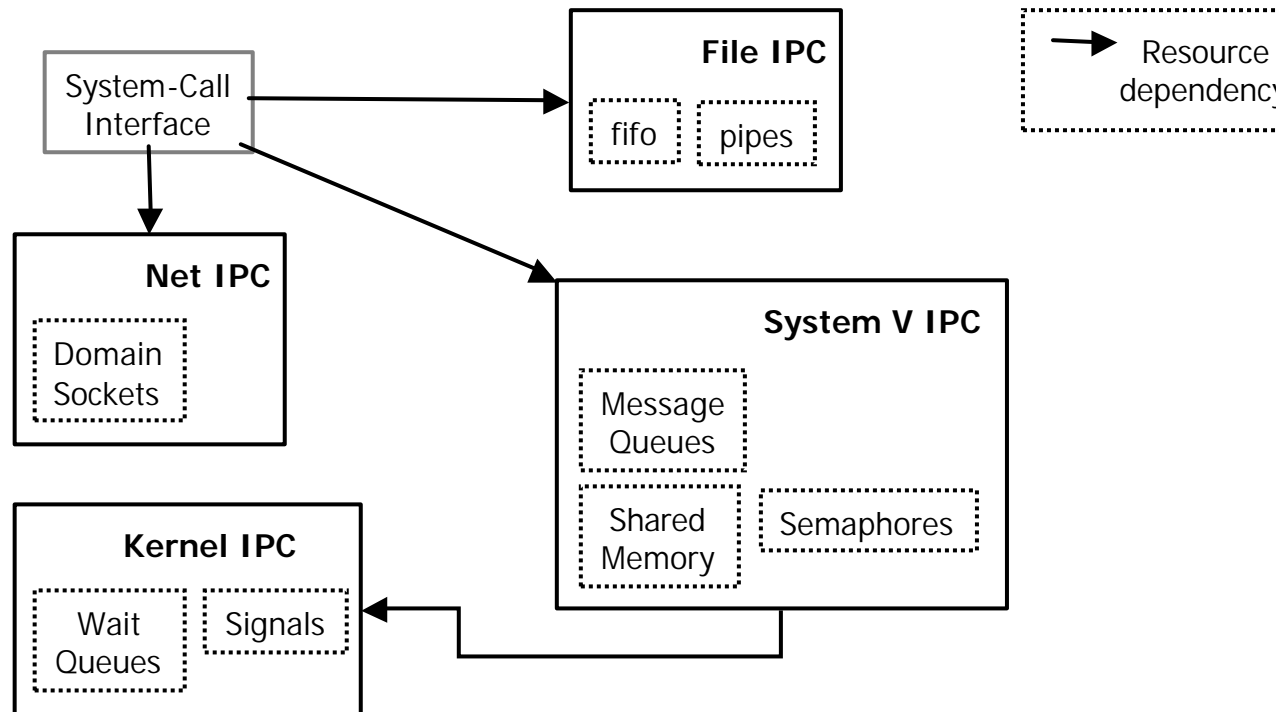 File IPC
Resource
dependency
System-Call
Interface
fifo
pipes
Net IPC
Domain
Sockets
System V IPC
Message
Queues
Shared
Memory
Semaphores
Kernel IPC
Wait
Queues
Signals